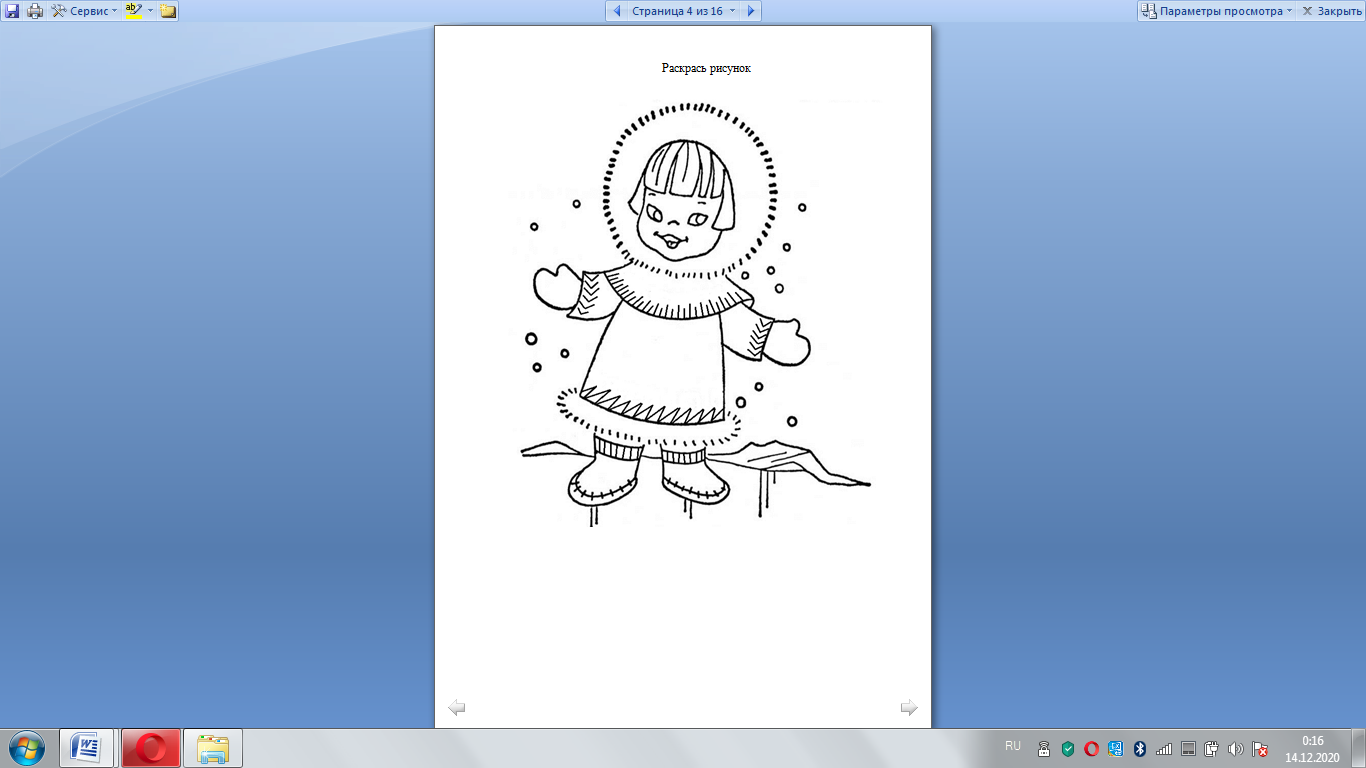 Сервис
Страница 4 из 16
Параметры просмотра
Закрыть
Раскрась рисунок
RU
0:16
14.12.2020